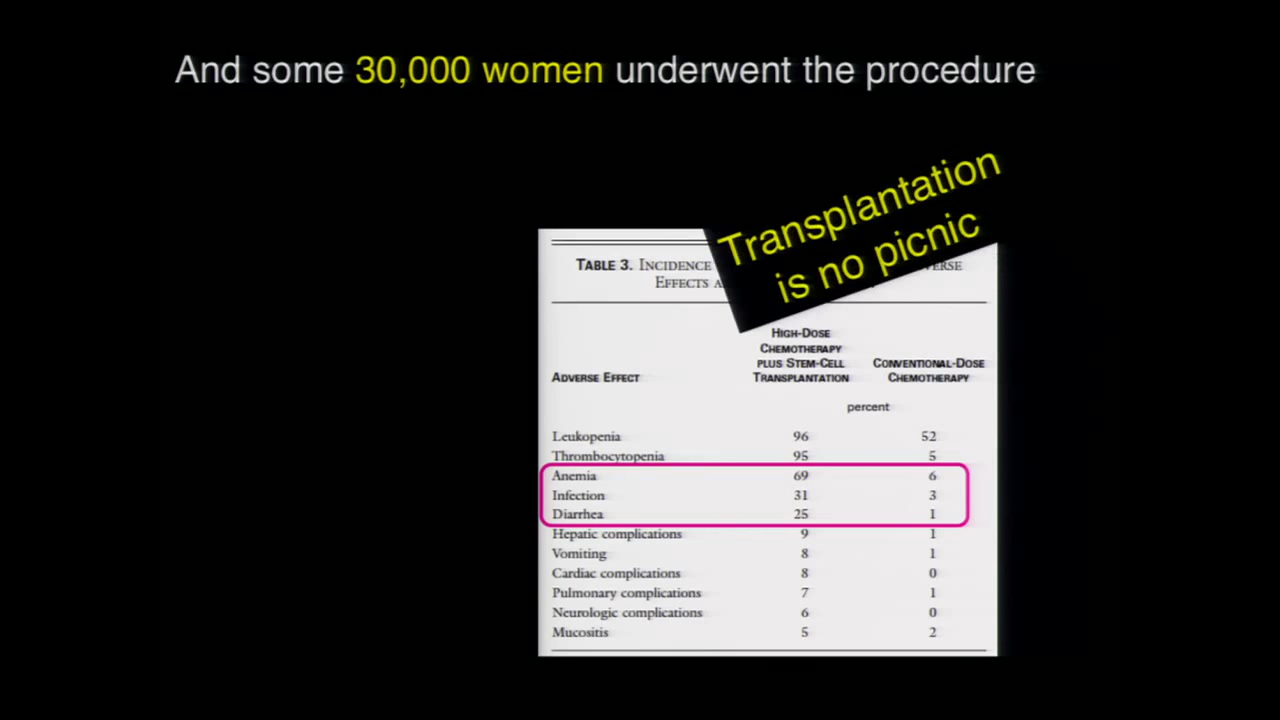 And some 30,000 women underwent the procedure
Transplantation
is no picnic
TABLE 3. INCIDENCE
EFFECTS
HIGH-DOSE
CHEMOTHERAPY
PLUS STEM-CELL
TRANSPLANTATION
CONVENTIONAL-DOSE
CHEMOTHERAPY
ADVERSE EFFECT
percent
Leukopenia 96 52
Thrombocytopenia 95 5
Anemia 69 6
Infection 31 3
Diarrhea 25 1
Hepatic complications 9 1
Vomiting 8 1
Cardiac complications 8 0
Pulmonary complications 7 1
Neurologic complications 6 0
Mucositis 5 2